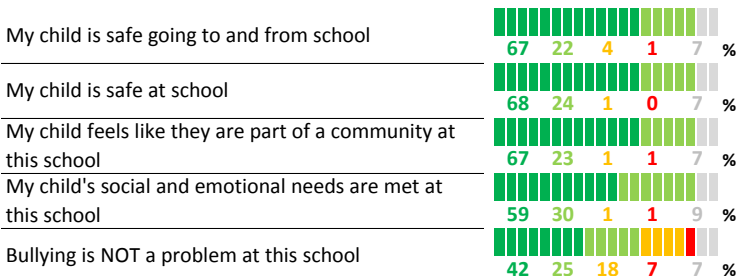 My child is safe going to and from school
67 22 4 1 7 %
My child is safe at school
68 24 1 0 7 %
My child feels like they are part of a community at
this school
67 23 1 1 7 %
My child's social and emotional needs are met at
this school
59 30 1 1 9 %
Bullying is NOT a problem at this school
42 25 18 7 7 %